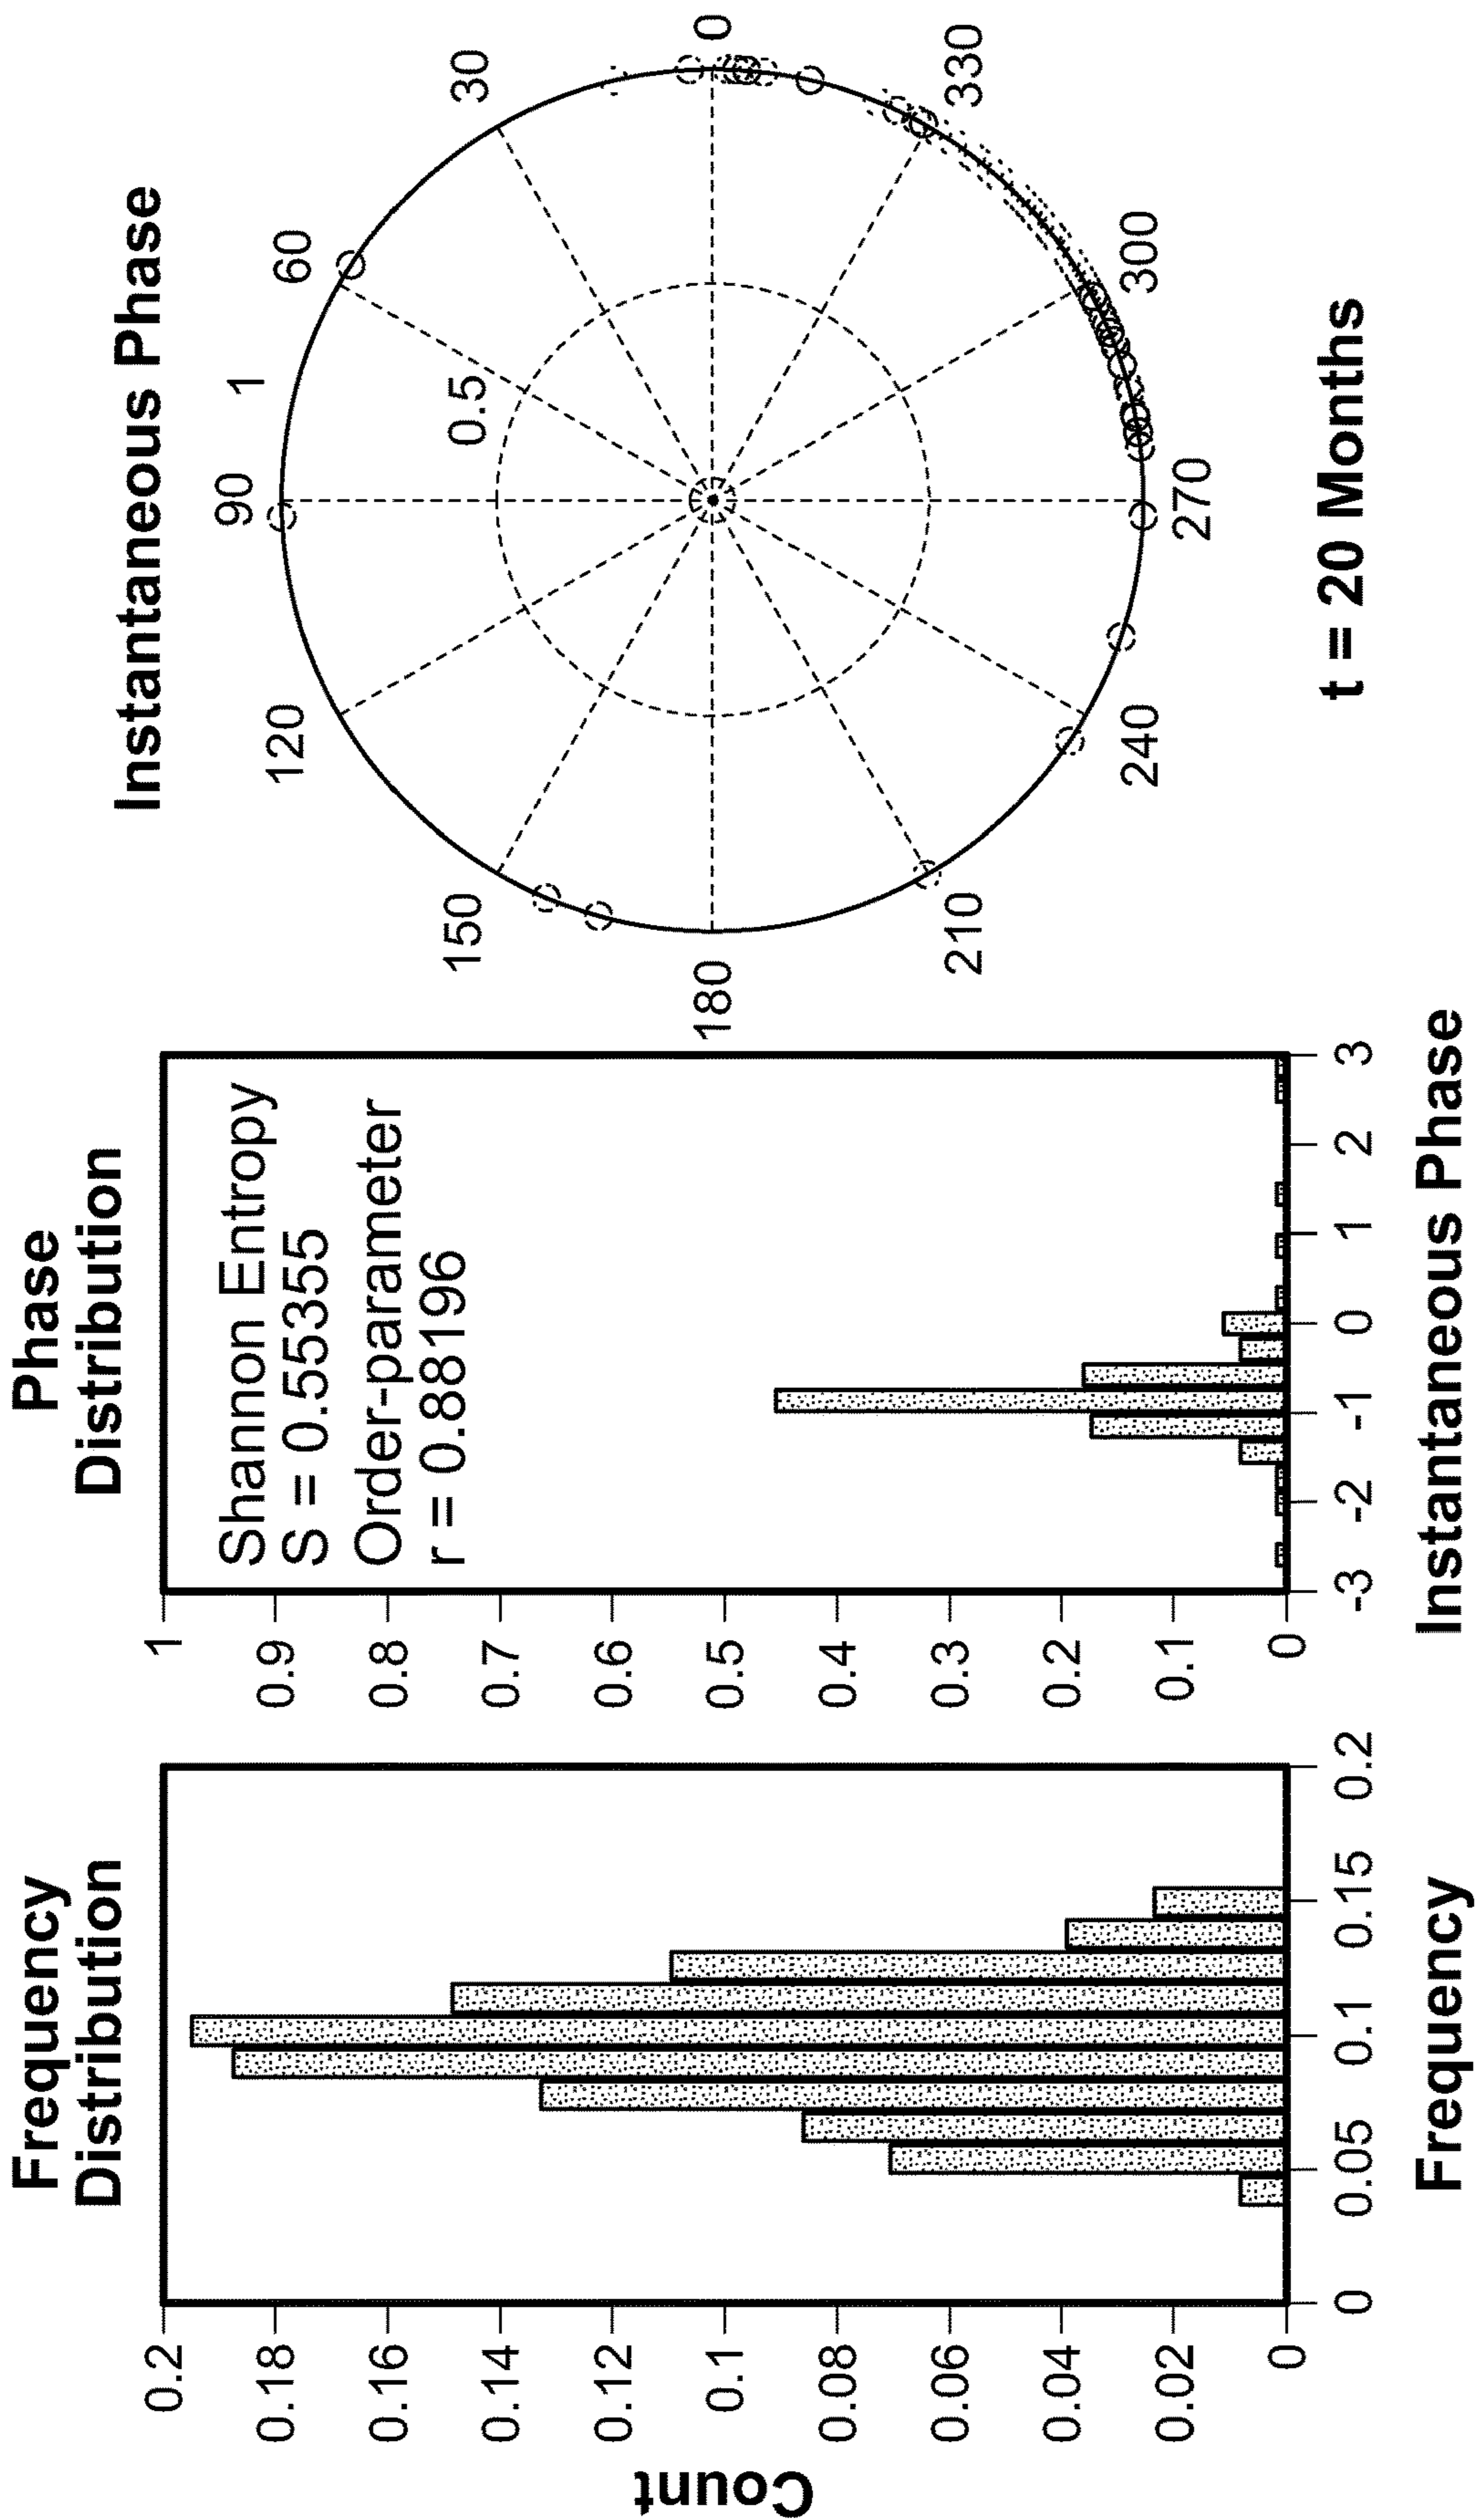 Frequency
Distribution
Count
0.2
0.18
0.16
0.14
0.12
0.1
0.08
0.06
0.04
0.02
0
0 0.05 0.1 0.15 0.2
Frequency
Phase
Distribution
Shannon Entropy
S = 0.55355
Order-parameter
r = 0.88196
1
0.9
0.8
0.7
0.6
0.5
0.4
0.3
0.2
0.1
0
-3 -2 -1 0 1 2 3
Instantaneous Phase
Instantaneous Phase
90 1
120 60
0.5
150 30
180 0
210 330
240 300
270
t = 20 Months